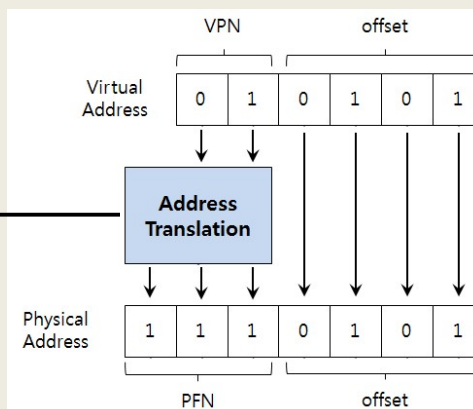 VPN offset
Virtual Address 0 1 0 1 0 1
Address Translation
Physical Address 1 1 1 0 1 0 1
PFN offset